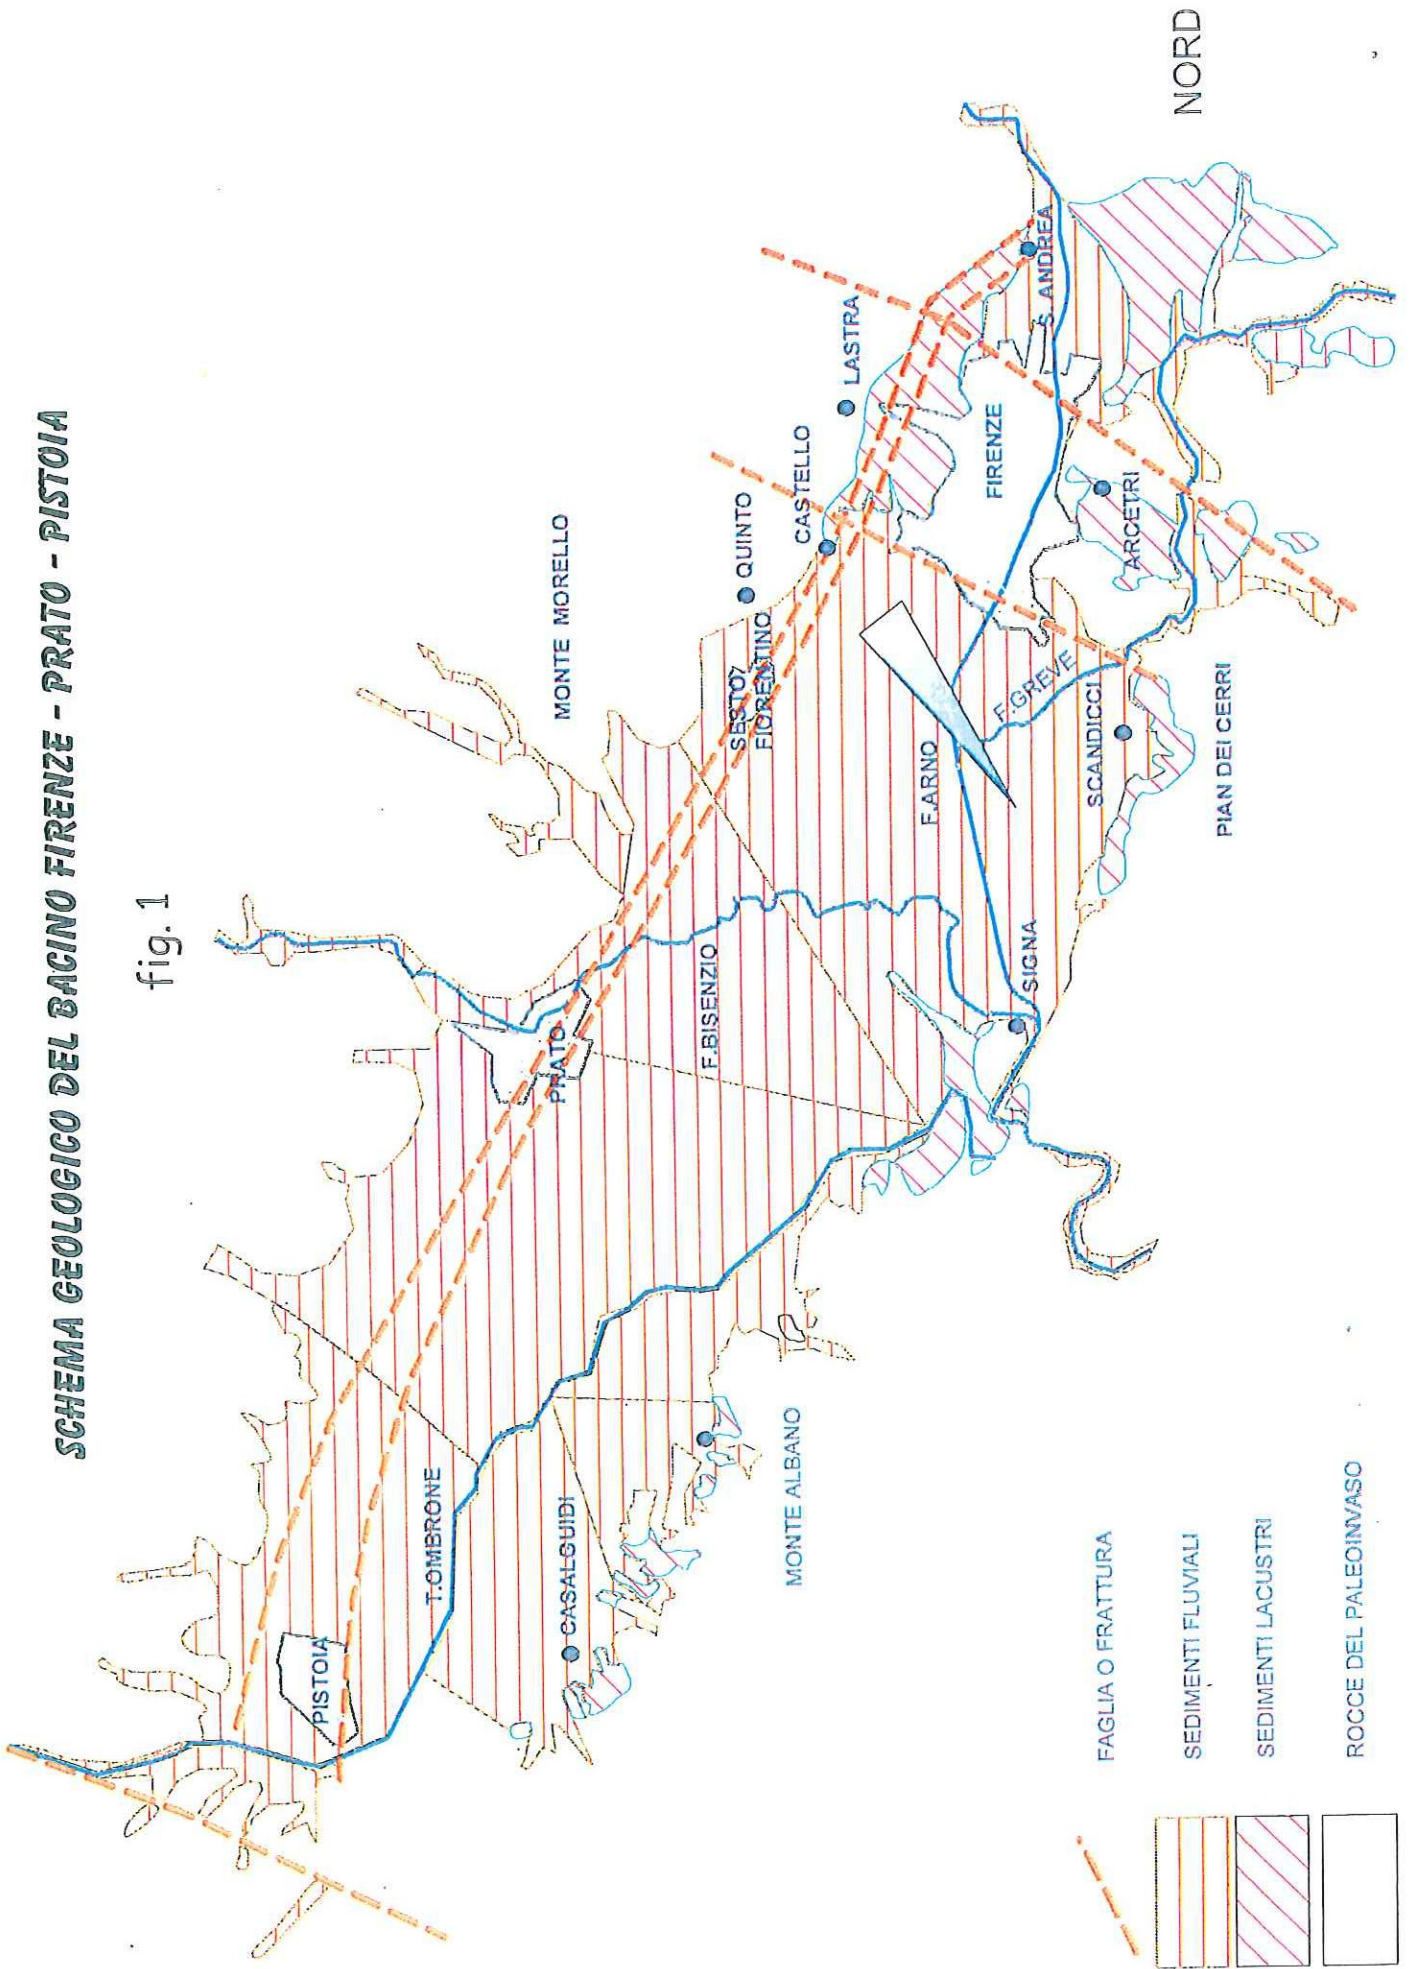 SCHEMA GEOLOGICO DEL BACINO FIRENZE - PRATO - PISTOIA
fig. 1
MONTE MORELLO
PISTOIA
PRATO
T.OMBRONE
CASALGUIDI
F.BISENZIO
SESTO
FIORENTINO
QUINTO
CASTELLO
LASTRA
MONTE ALBANO
F.ARNO
FIRENZE
S. ANDREA
SIGNA
F.GREVE
SCANDICCI
ARCETRI
PIAN DEI CERRI
NORD
FAGLIA O FRATTURA
SEDIMENTI FLUVIALI
SEDIMENTI LACUSTRI
ROCCE DEL PALEOINVASO